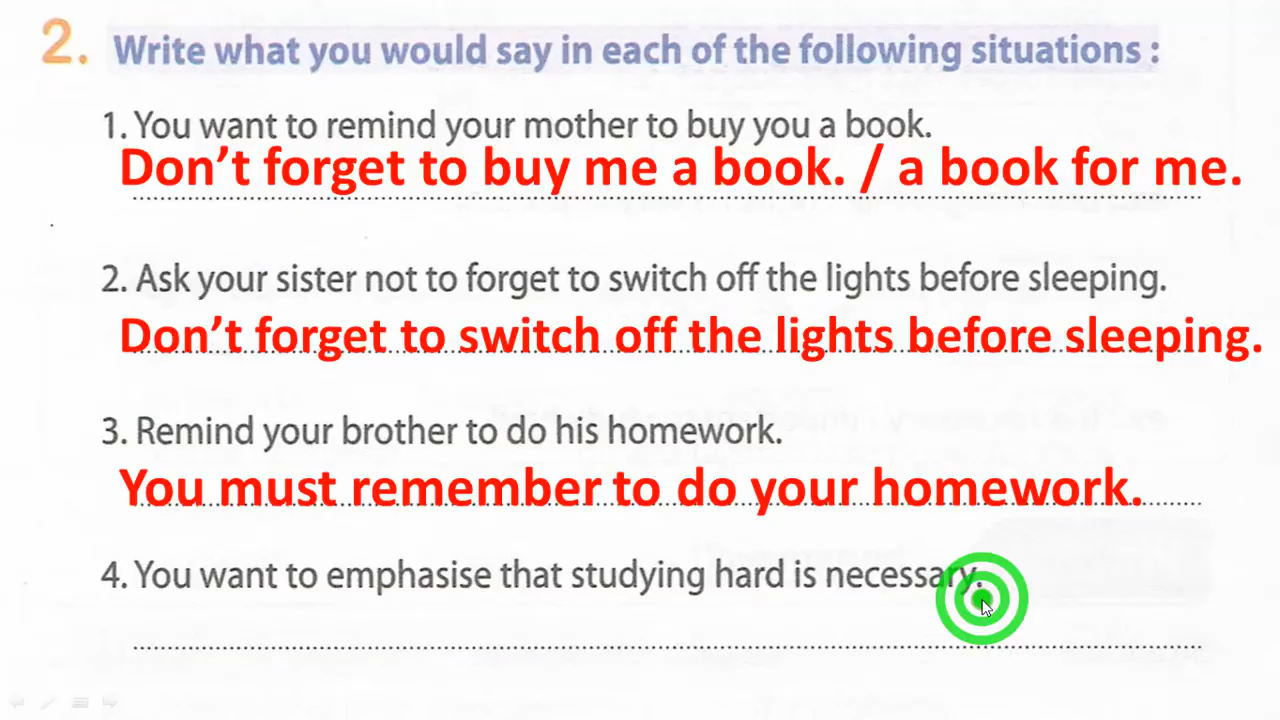 2. Write what you would say in each of the following situations :
1. You want to remind your mother to buy you a book.
Don't forget to buy me a book. / a book for me.
2. Ask your sister not to forget to switch off the lights before sleeping.
Don't forget to switch off the lights before sleeping.
3. Remind your brother to do his homework.
You must remember to do your homework.
4. You want to emphasise that studying hard is necessary.